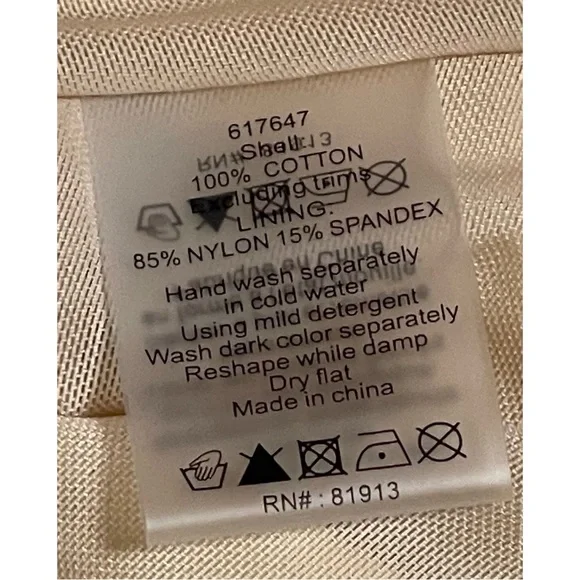 617647
Shell:
100% COTTON
Excluding trims
LINING:
85% NYLON 15% SPANDEX
Hand wash separately
in cold water
Using mild detergent
Wash dark color separately
Reshape while damp
Dry flat
Made in china
RN# : 81913